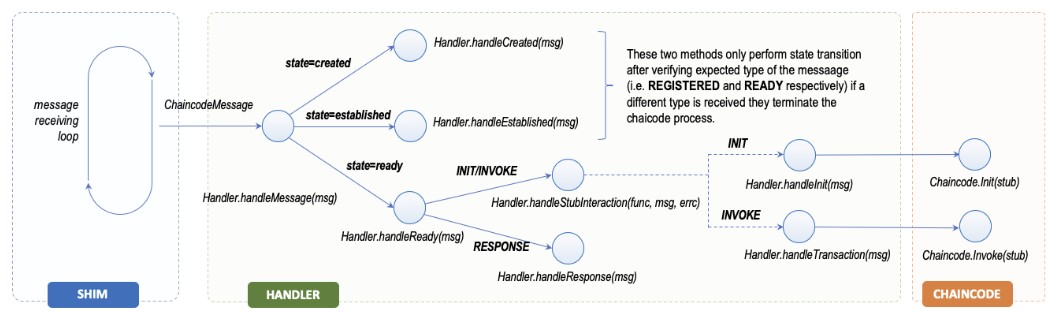 message
receiving
loop
ChaincodeMessage
state=created
Handler.handleCreated(msg)
These two methods only perform state transition
after verifying expected type of the messaage
(i.e. REGISTERED and READY respectively) if a
different type is received they terminate the
chaicode process.
state=established
Handler.handleEstablished(msg)
state=ready
Handler.handleMessage(msg)
Handler.handleReady(msg)
INIT/INVOKE
Handler.handleStubInteraction(func, msg, errc)
RESPONSE
Handler.handleResponse(msg)
INIT
Handler.handleInit(msg)
Chaincode.Init(stub)
INVOKE
Handler.handleTransaction(msg)
Chaincode.Invoke(stub)
SHIM
HANDLER
CHAINCODE